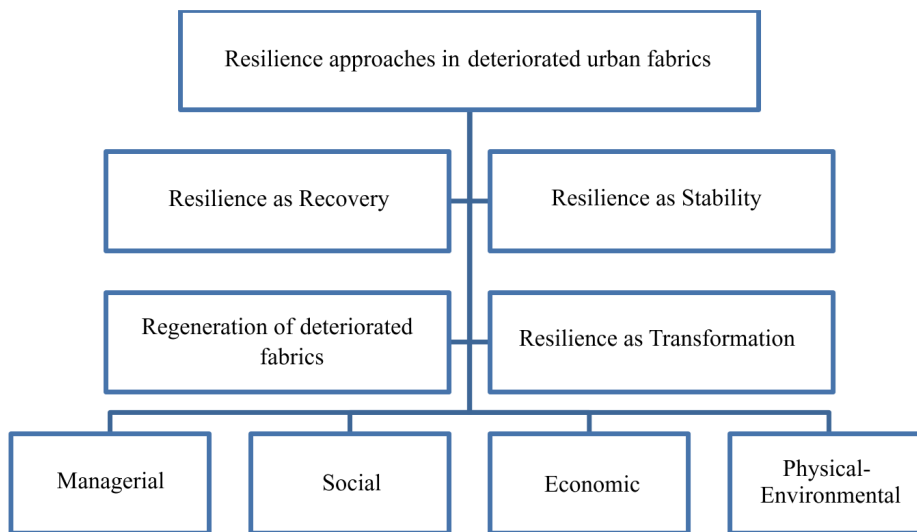 Resilience approaches in deteriorated urban fabrics
Resilience as Recovery
Resilience as Stability
Regeneration of deteriorated
fabrics
Resilience as Transformation
Managerial
Social
Economic
Physical-
Environmental